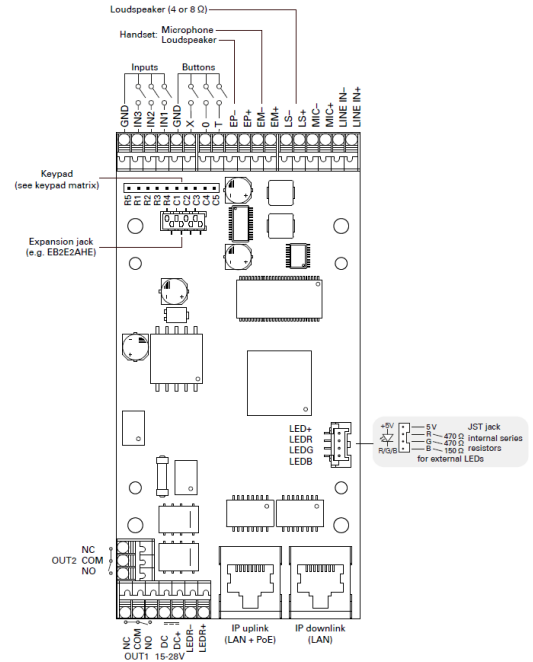 Loudspeaker (4 or 8 Ω)
Handset: Microphone
Loudspeaker
Inputs
Buttons
GND
IN3
IN2
IN1
GND
X
0
T
EP−
EP+
EM−
EM+
LS−
LS+
MIC−
MIC+
LINE IN−
LINE IN+
Keypad
(see keypad matrix)
R5
R1
R2
R3
R4
C1
C2
C3
C4
C5
Expansion jack
(e.g. EB2E2AHE)
LED+
LEDR
LEDG
LEDB
+5V
R/G/B
5 V
R 470 Ω
G 470 Ω
B 150 Ω
JST jack
internal series
resistors
for external LEDs
NC
OUT2 COM
NO
NC
COM
NO
DC
DC+
LEDR−
LEDR+
OUT1 15-28V
IP uplink
(LAN + PoE)
IP downlink
(LAN)